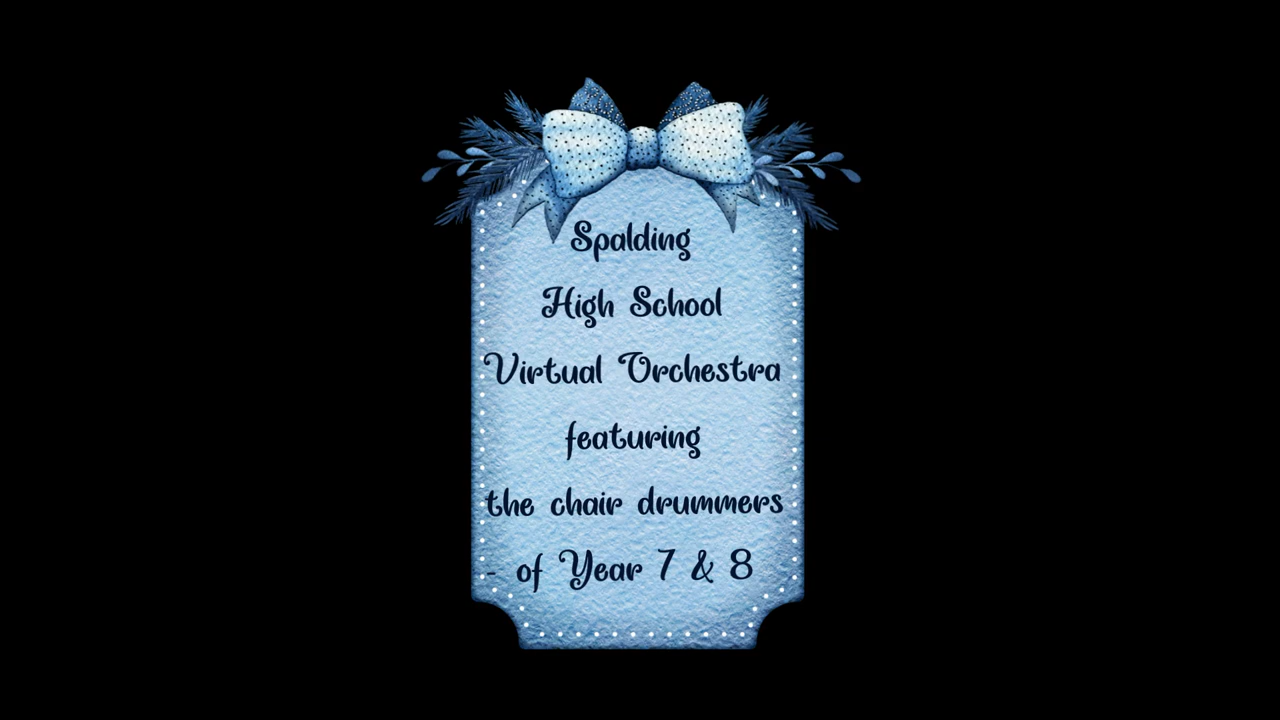 Spalding
High School
Virtual Orchestra
featuring
the chair drummers
- of Year 7 & 8